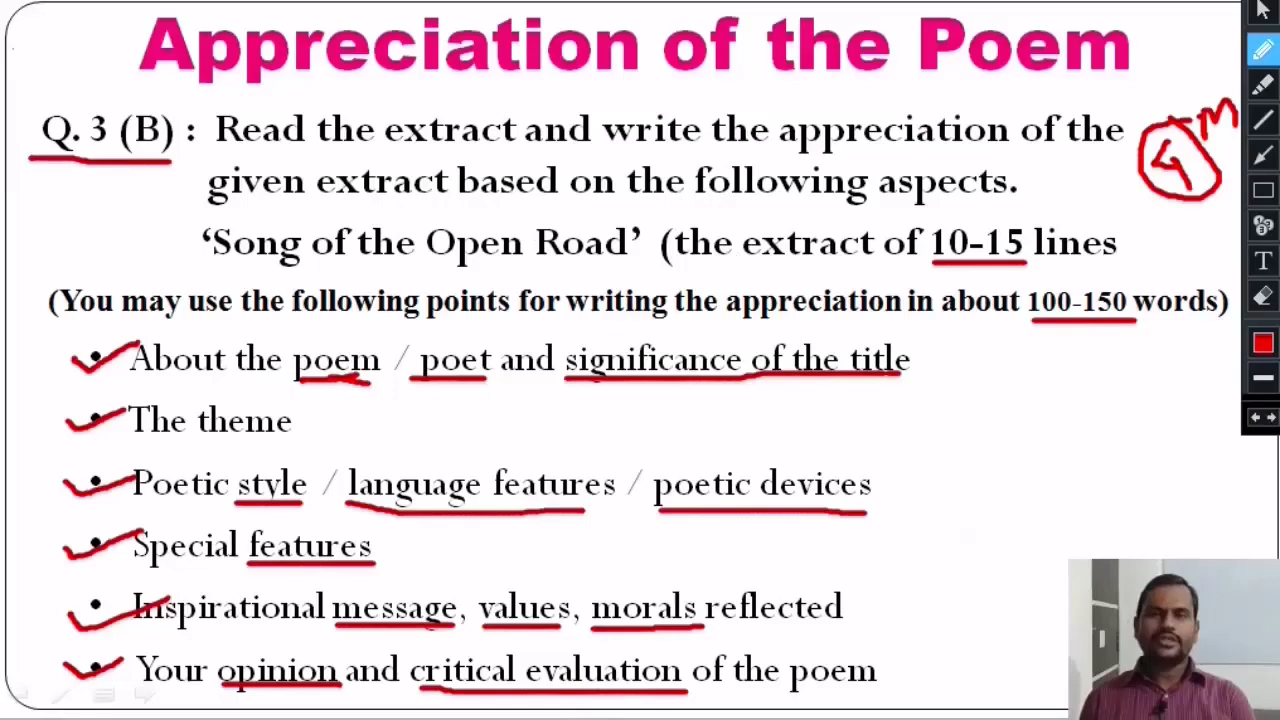 Appreciation of the Poem
Q. 3 (B) : Read the extract and write the appreciation of the
given extract based on the following aspects.
‘Song of the Open Road’ (the extract of 10-15 lines
(You may use the following points for writing the appreciation in about 100-150 words)
• About the poem / poet and significance of the title
• The theme
• Poetic style / language features / poetic devices
• Special features
• Inspirational message, values, morals reflected
• Your opinion and critical evaluation of the poem